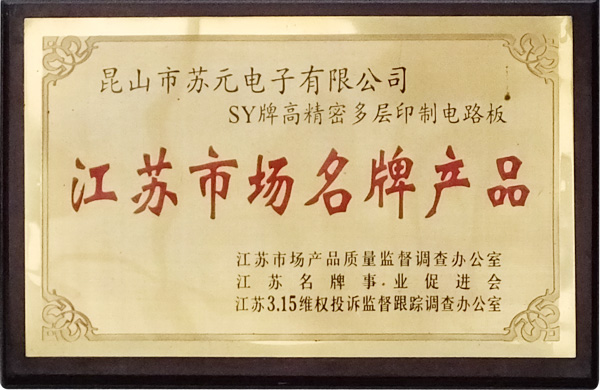 昆山市苏元电子有限公司
SY牌高精密多层印制电路板
江苏市场名牌产品
江苏市场产品质量监督调查办公室
江苏名牌事业促进会
江苏3.15维权投诉监督跟踪调查办公室